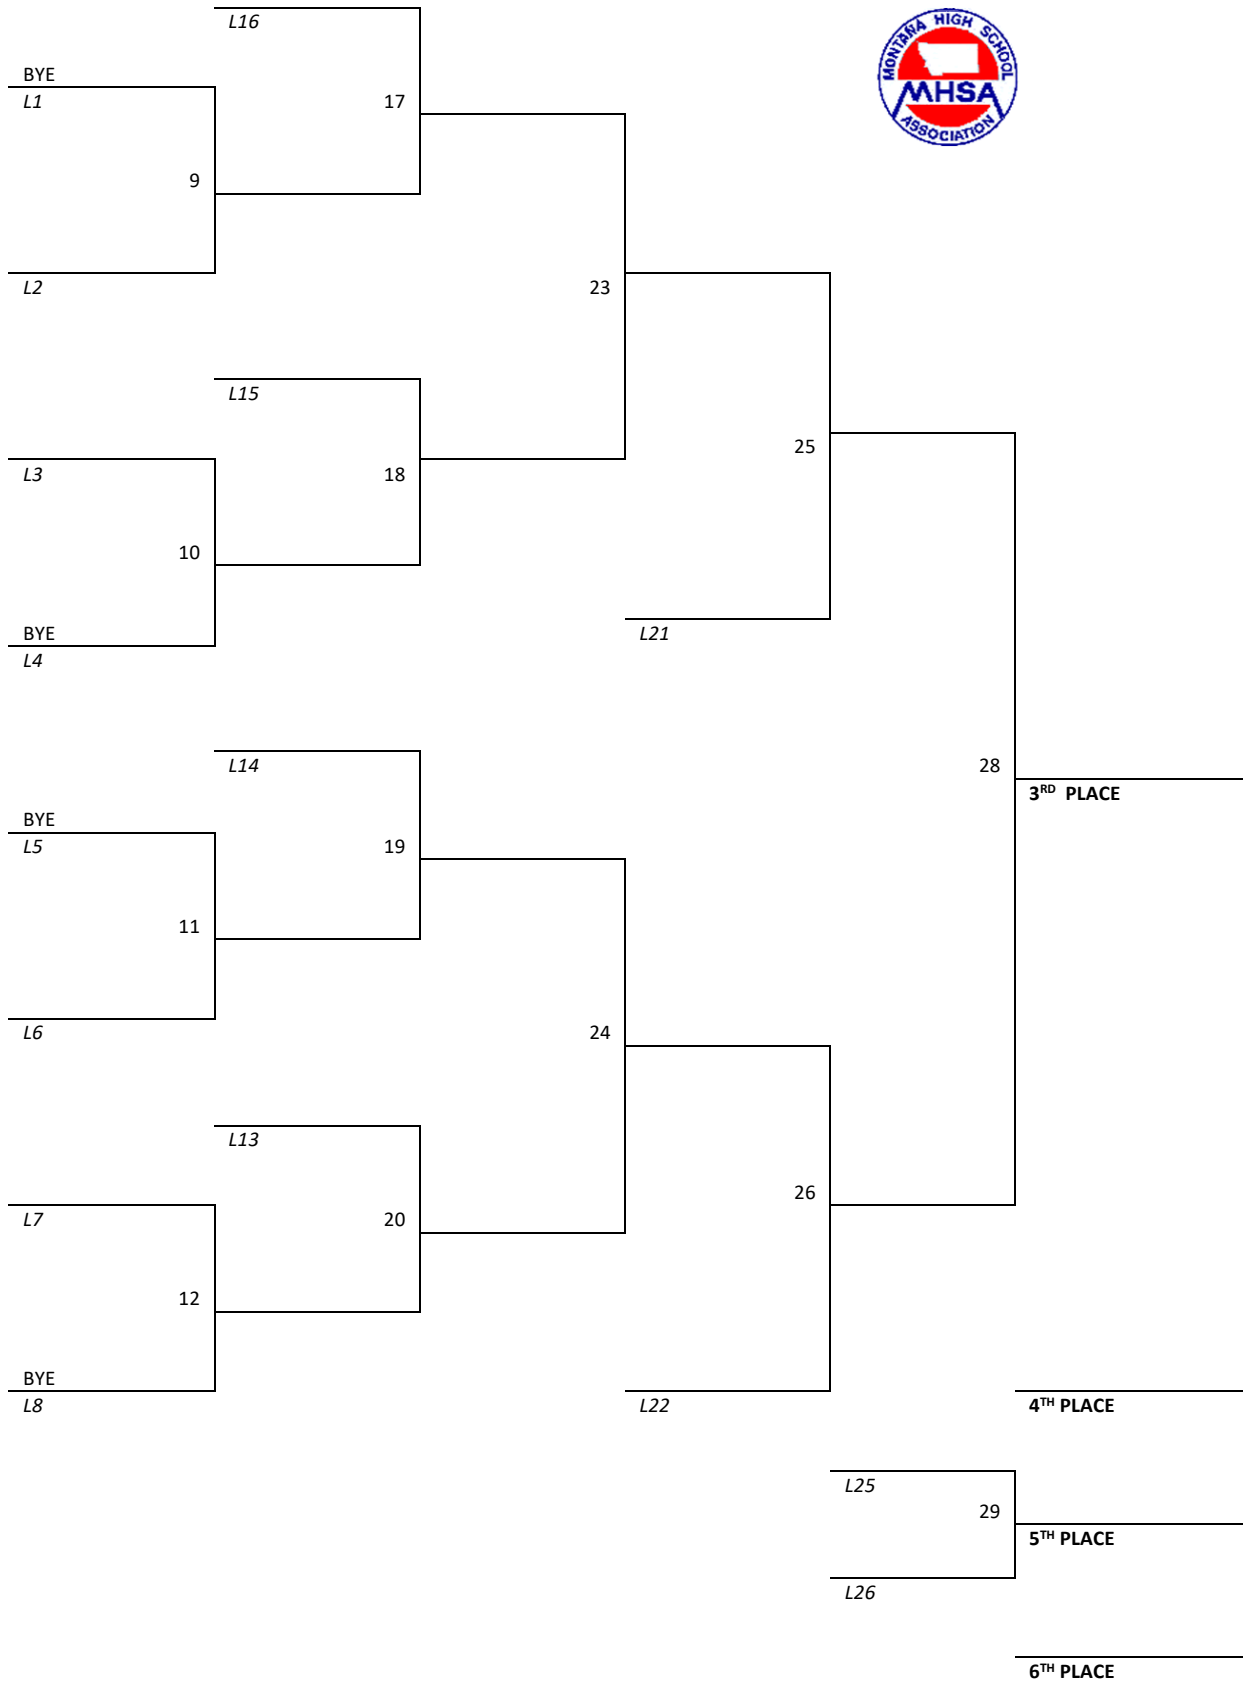 L16
MONTANA HIGH SCHOOL
MHSA
ASSOCIATION
BYE
L1
17
9
L2
23
L15
L3
18
25
10
BYE
L4
L21
L14
28
3RD PLACE
BYE
L5
19
11
L6
24
L13
L7
20
26
12
BYE
L8
L22
4TH PLACE
L25
29
5TH PLACE
L26
6TH PLACE